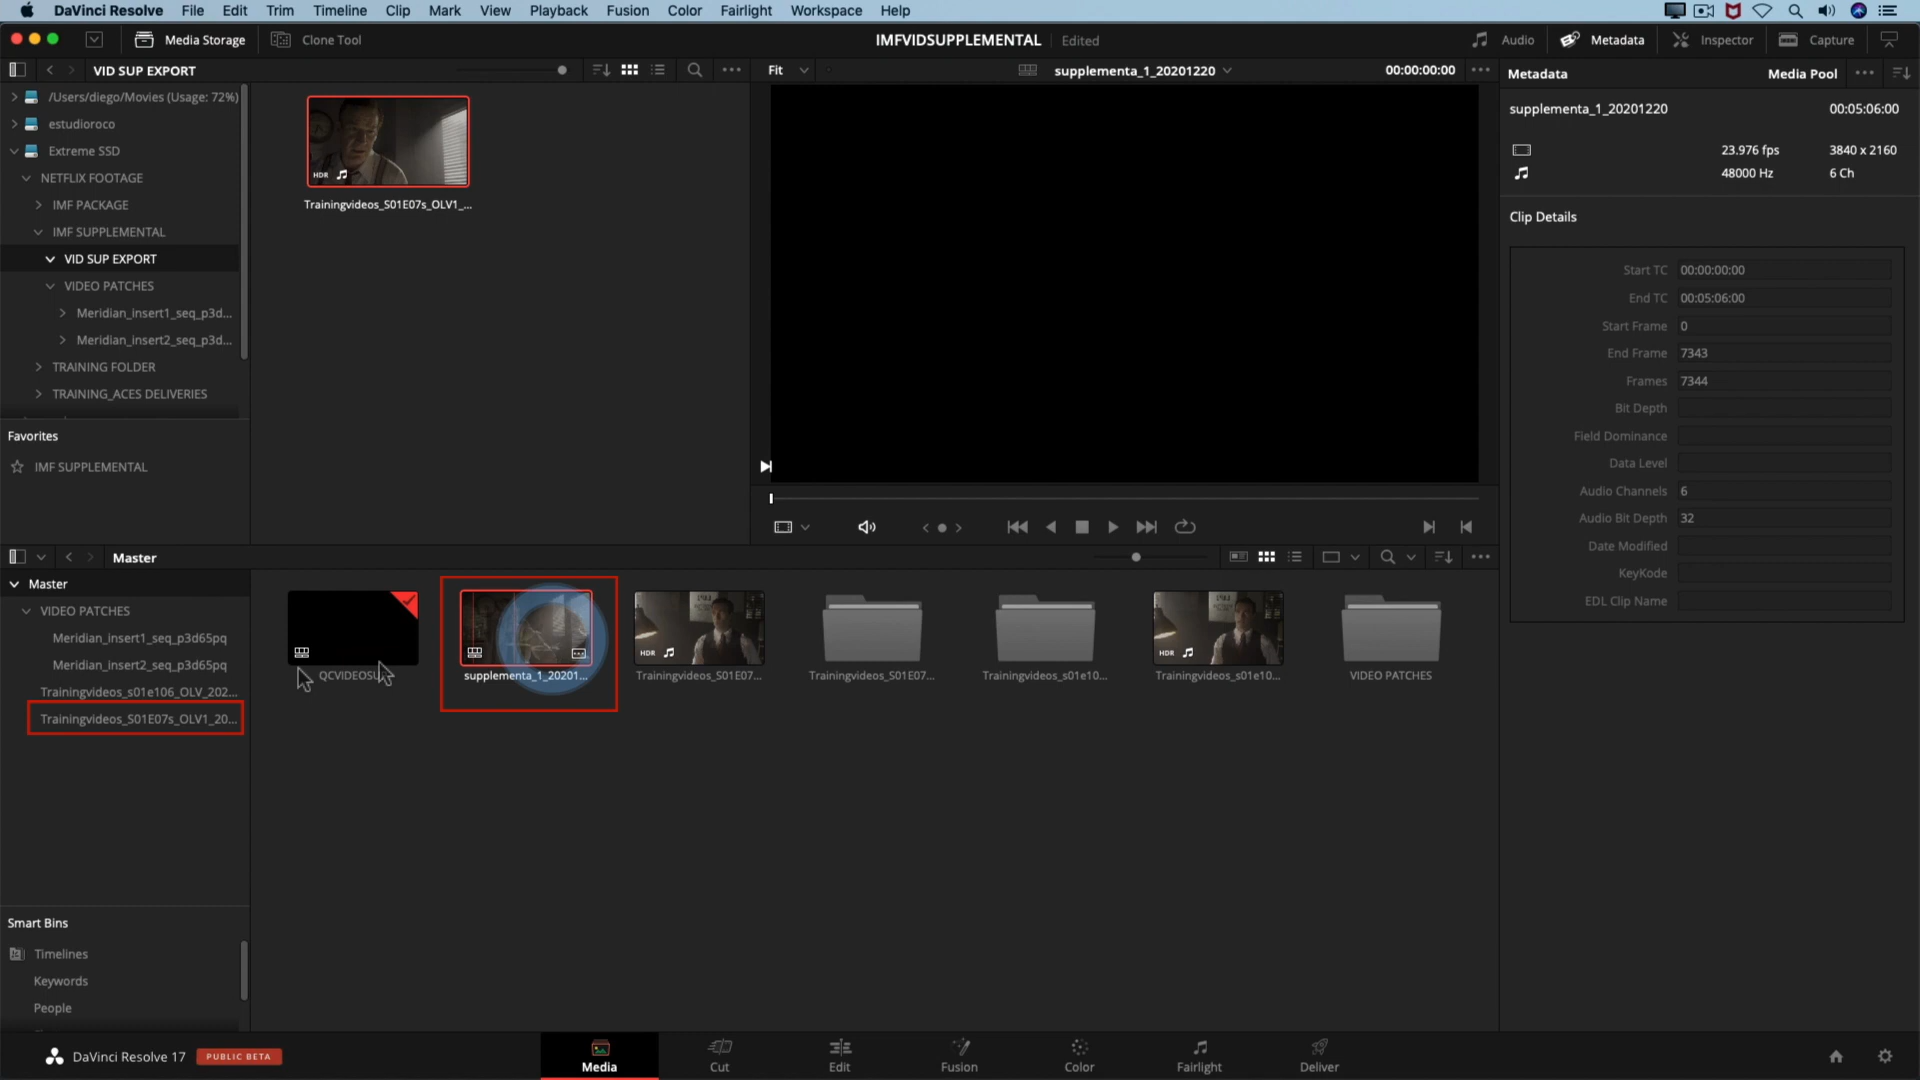 DaVinci Resolve File Edit Trim Timeline Clip Mark View Playback Fusion Color Fairlight Workspace Help
Media Storage Clone Tool IMFVIDSUPPLEMENTAL Edited Audio Metadata Inspector Capture
VID SUP EXPORT Fit supplementa_1_20201220 00:00:00:00 Metadata Media Pool
/Users/diego/Movies (Usage: 72%)
estudioroco
Extreme SSD
NETFLIX FOOTAGE
IMF PACKAGE
IMF SUPPLEMENTAL
VID SUP EXPORT
VIDEO PATCHES
Meridian_insert1_seq_p3d...
Meridian_insert2_seq_p3d...
TRAINING FOLDER
TRAINING_ACES DELIVERIES
Favorites
IMF SUPPLEMENTAL
HDR
Trainingvideos_S01E07s_OLV1_...
supplementa_1_20201220 00:05:06:00
23.976 fps 3840 x 2160
48000 Hz 6 Ch
Clip Details
Start TC 00:00:00:00
End TC 00:05:06:00
Start Frame 0
End Frame 7343
Frames 7344
Bit Depth
Field Dominance
Data Level
Audio Channels 6
Audio Bit Depth 32
Date Modified
KeyKode
EDL Clip Name
Master
Master
VIDEO PATCHES
Meridian_insert1_seq_p3d65pq
Meridian_insert2_seq_p3d65pq
Trainingvideos_s01e106_OLV_202...
Trainingvideos_S01E07s_OLV1_20...
HDR HDR
supplementa_1_20201... Trainingvideos_S01E07... Trainingvideos_S01E07... Trainingvideos_s01e10... Trainingvideos_s01e10... VIDEO PATCHES
Smart Bins
Timelines
Keywords
People
DaVinci Resolve 17 PUBLIC BETA
Media Cut Edit Fusion Color Fairlight Deliver